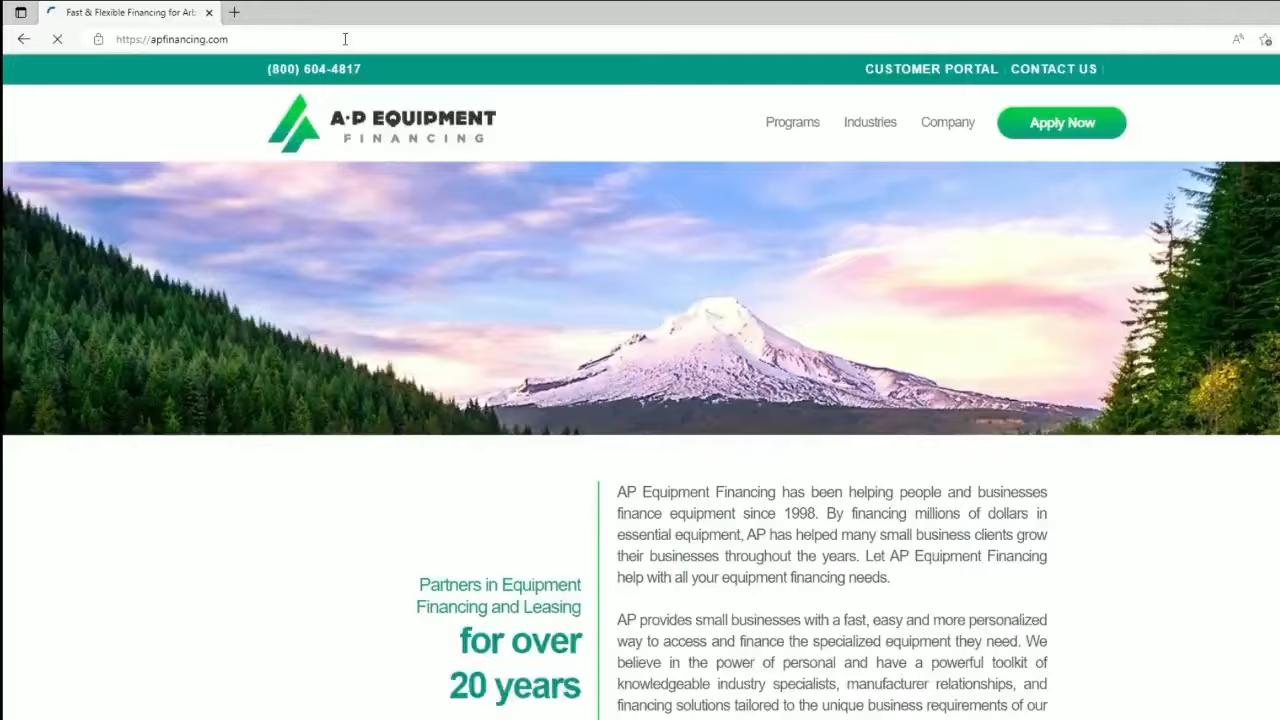 Fast & Flexible Financing for Arb
https://apfinancing.com
(800) 604-4817
CUSTOMER PORTAL
CONTACT US
A·P EQUIPMENT
FINANCING
Programs
Industries
Company
Apply Now
Partners in Equipment
Financing and Leasing
for over
20 years
AP Equipment Financing has been helping people and businesses
finance equipment since 1998. By financing millions of dollars in
essential equipment, AP has helped many small business clients grow
their businesses throughout the years. Let AP Equipment Financing
help with all your equipment financing needs.
AP provides small businesses with a fast, easy and more personalized
way to access and finance the specialized equipment they need. We
believe in the power of personal and have a powerful toolkit of
knowledgeable industry specialists, manufacturer relationships, and
financing solutions tailored to the unique business requirements of our